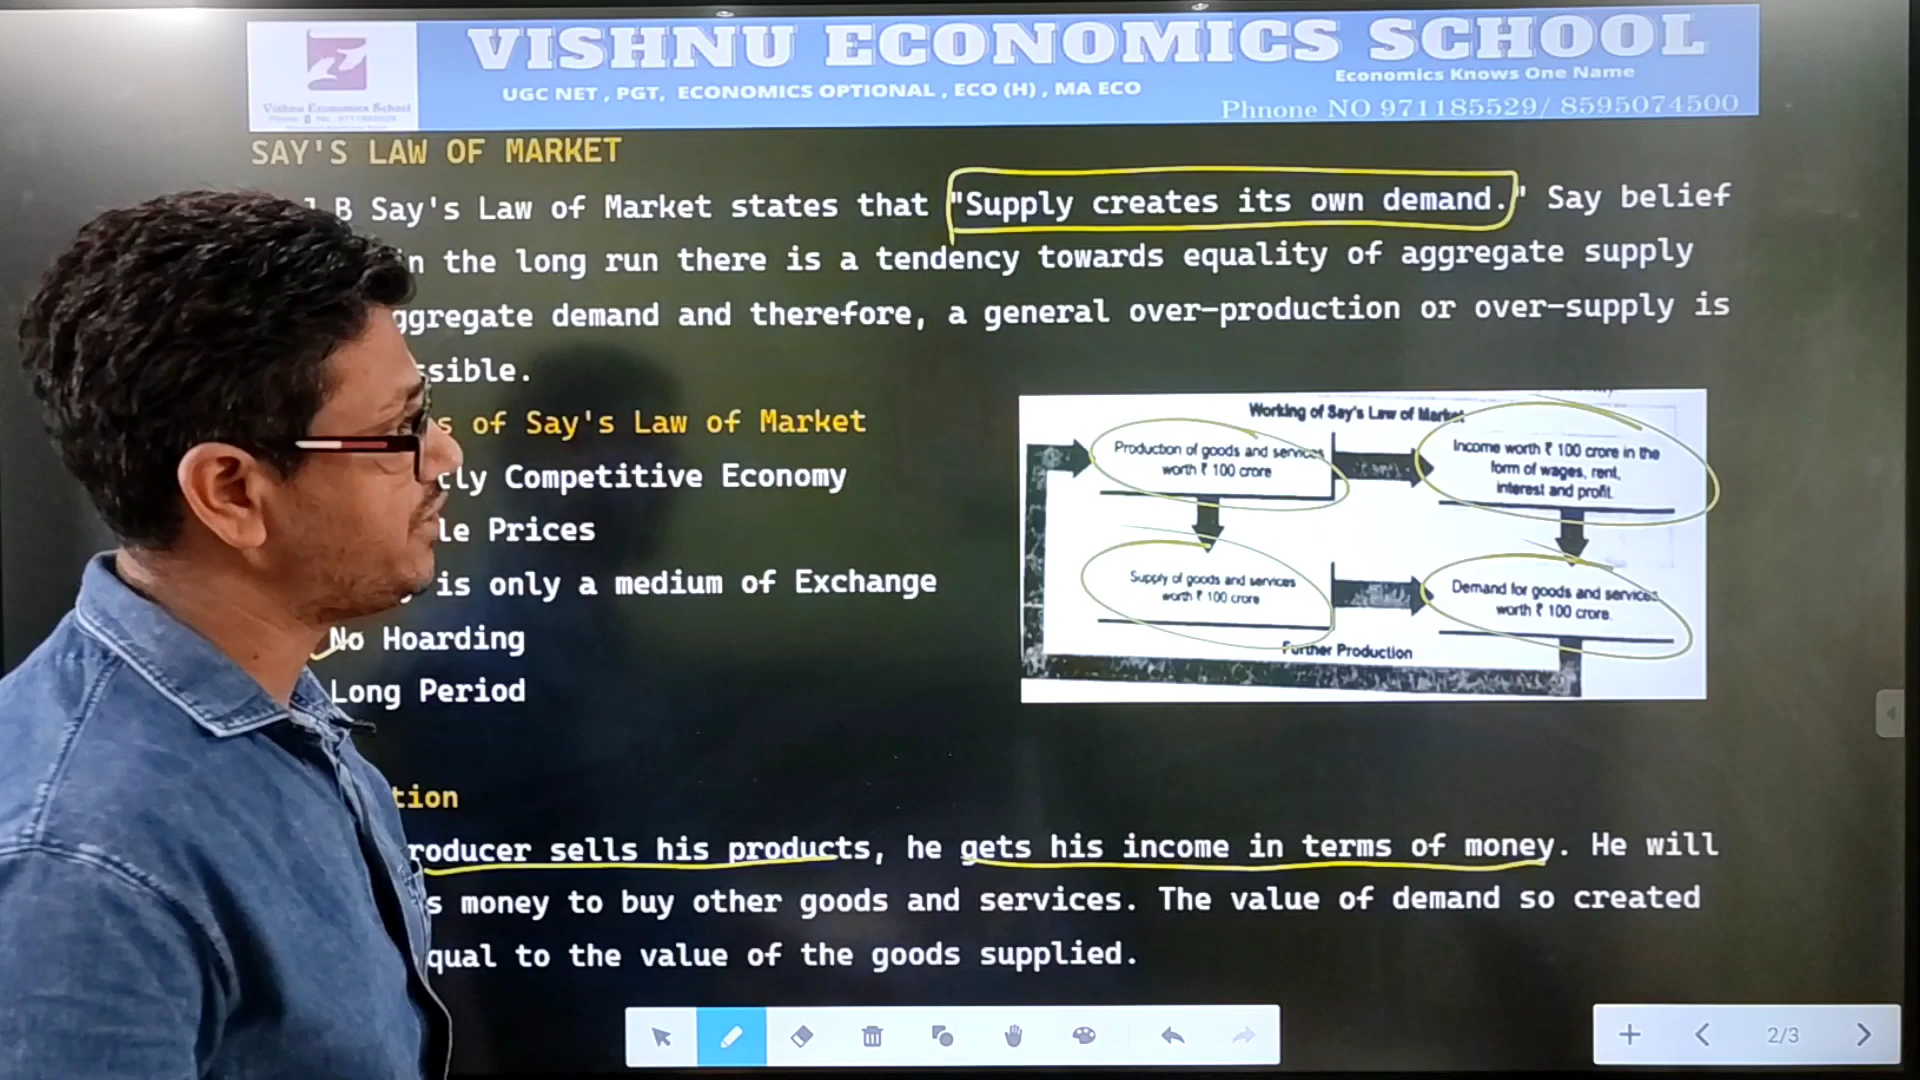 VISHNU ECONOMICS SCHOOL
Economics Knows One Name
UGC NET , PGT, ECONOMICS OPTIONAL , ECO (H) , MA ECO
Phnone NO 971185529/ 8595074500
Vishnu Economics School
SAY'S LAW OF MARKET
B Say's Law of Market states that "Supply creates its own demand." Say belief
n the long run there is a tendency towards equality of aggregate supply
ggregate demand and therefore, a general over-production or over-supply is
ssible.
s of Say's Law of Market
cly Competitive Economy
le Prices
is only a medium of Exchange
No Hoarding
Long Period
Working of Say's Law of Market
Production of goods and services
worth ₹ 100 crore
Income worth ₹ 100 crore in the
form of wages, rent,
interest and profit.
Supply of goods and services
worth ₹ 100 crore
Demand for goods and services
worth ₹ 100 crore.
Further Production
tion
roducer sells his products, he gets his income in terms of money. He will
s money to buy other goods and services. The value of demand so created
qual to the value of the goods supplied.
2/3